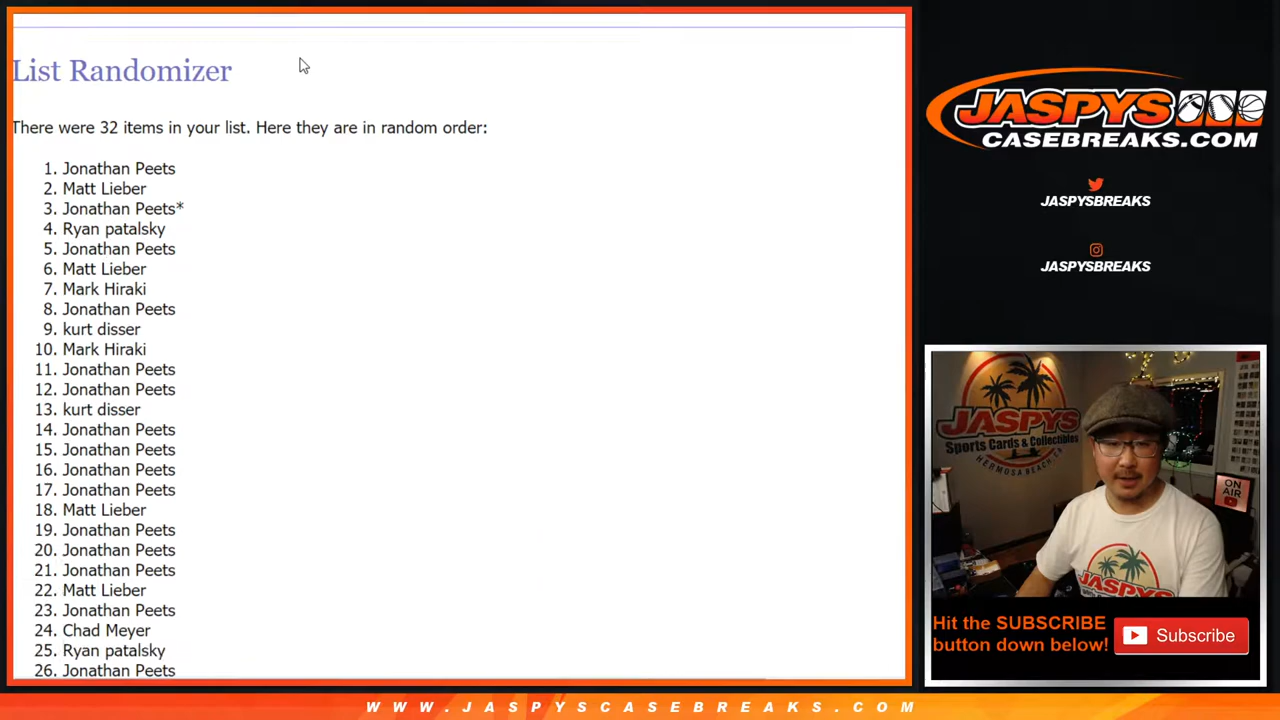 List Randomizer
There were 32 items in your list. Here they are in random order:
1. Jonathan Peets
2. Matt Lieber
3. Jonathan Peets*
4. Ryan patalsky
5. Jonathan Peets
6. Matt Lieber
7. Mark Hiraki
8. Jonathan Peets
9. kurt disser
10. Mark Hiraki
11. Jonathan Peets
12. Jonathan Peets
13. kurt disser
14. Jonathan Peets
15. Jonathan Peets
16. Jonathan Peets
17. Jonathan Peets
18. Matt Lieber
19. Jonathan Peets
20. Jonathan Peets
21. Jonathan Peets
22. Matt Lieber
23. Jonathan Peets
24. Chad Meyer
25. Ryan patalsky
26. Jonathan Peets
JASPYS
CASEBREAKS.COM
JASPYSBREAKS
JASPYSBREAKS
JASPYS
Sports Cards & Collectibles
HERMOSA BEACH, CA
ON
AIR
JASPYS
Hit the SUBSCRIBE
button down below!
Subscribe
WWW.JASPYSCASEBREAKS.COM